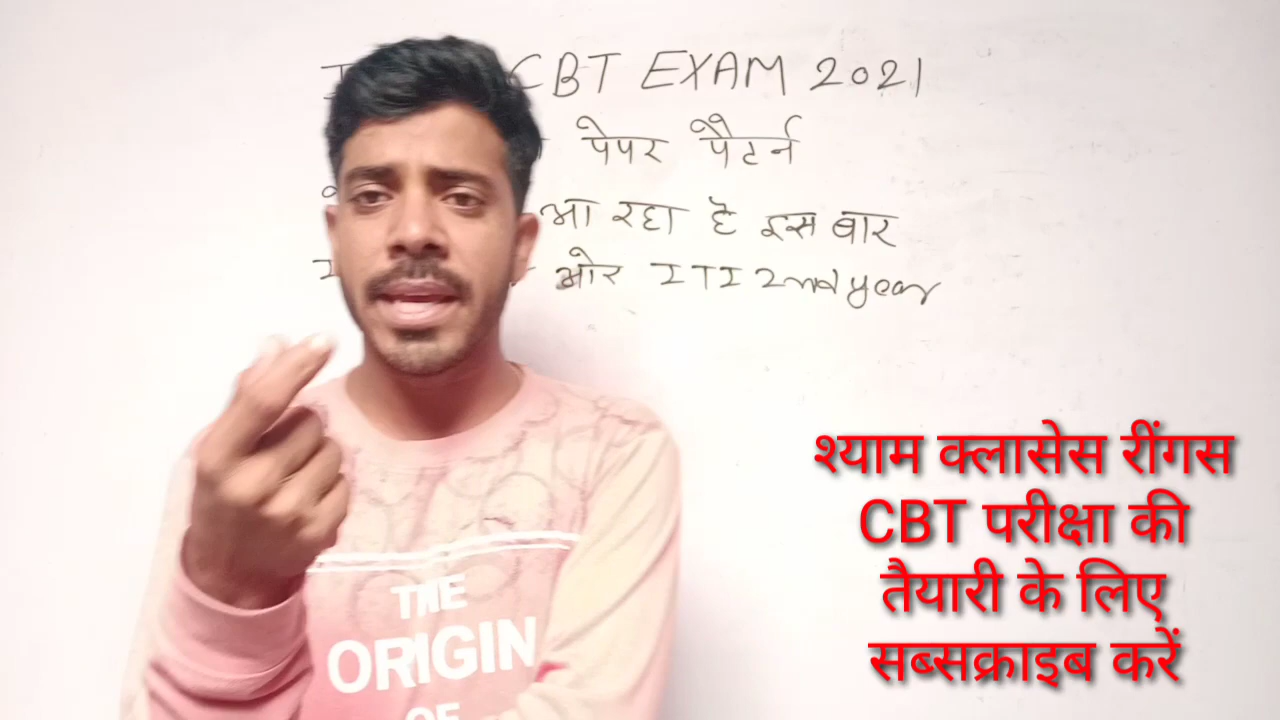 CBT EXAM 2021
पेपर पैटर्न
आ रहा है इस बार
और ITI 2nd year
श्याम क्लासेस रींगस
CBT परीक्षा की
तैयारी के लिए
सब्सक्राइब करें
THE
ORIGIN
OF